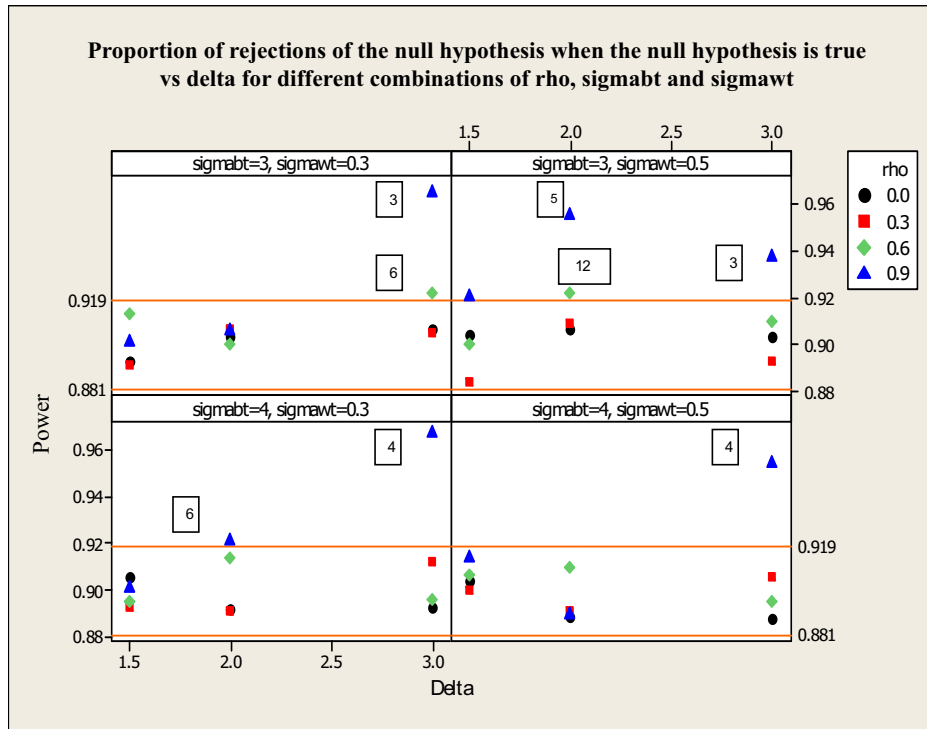 Proportion of rejections of the null hypothesis when the null hypothesis is true
vs delta for different combinations of rho, sigmabt and sigmawt
1.5 2.0 2.5 3.0
sigmabt=3, sigmawt=0.3
sigmabt=3, sigmawt=0.5
rho
0.0
0.3
0.6
0.9
3
6
5
12
3
0.919
0.881
0.96
0.94
0.92
0.90
0.88
sigmabt=4, sigmawt=0.3
sigmabt=4, sigmawt=0.5
Power
0.96
0.94
0.92
0.90
0.88
4
6
4
0.919
0.881
1.5 2.0 2.5 3.0
Delta